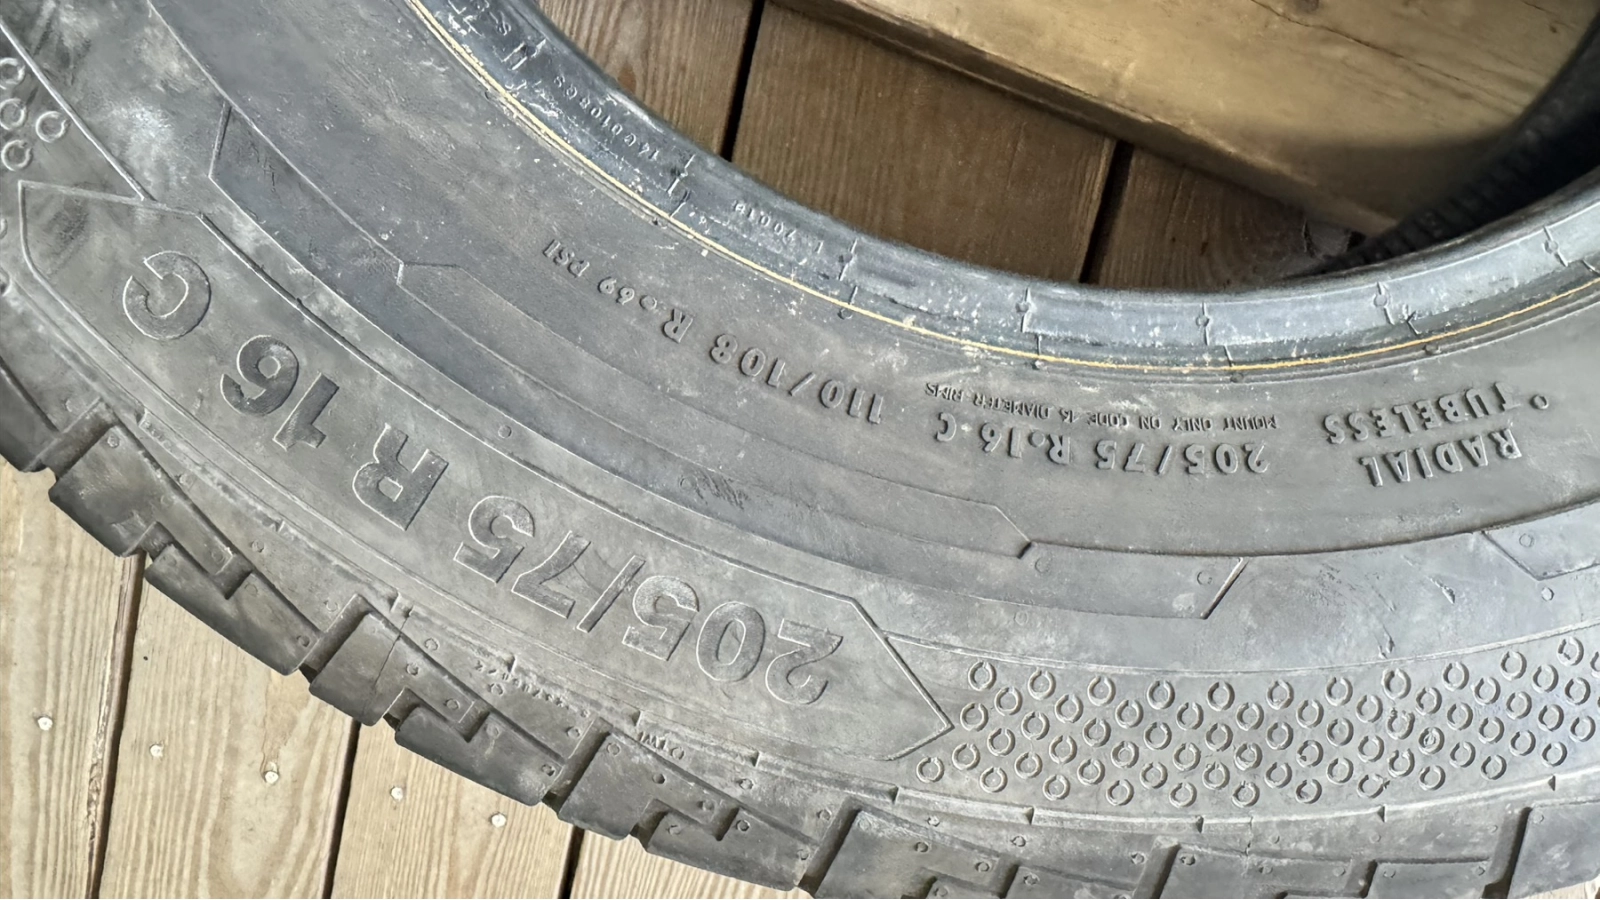 205/75 R 16 C
RADIAL
TUBELESS
205/75 R.16 C
MOUNT ONLY ON CODE 16 DIAMETER RIMS
110/108 R.
69 PSI
TWI